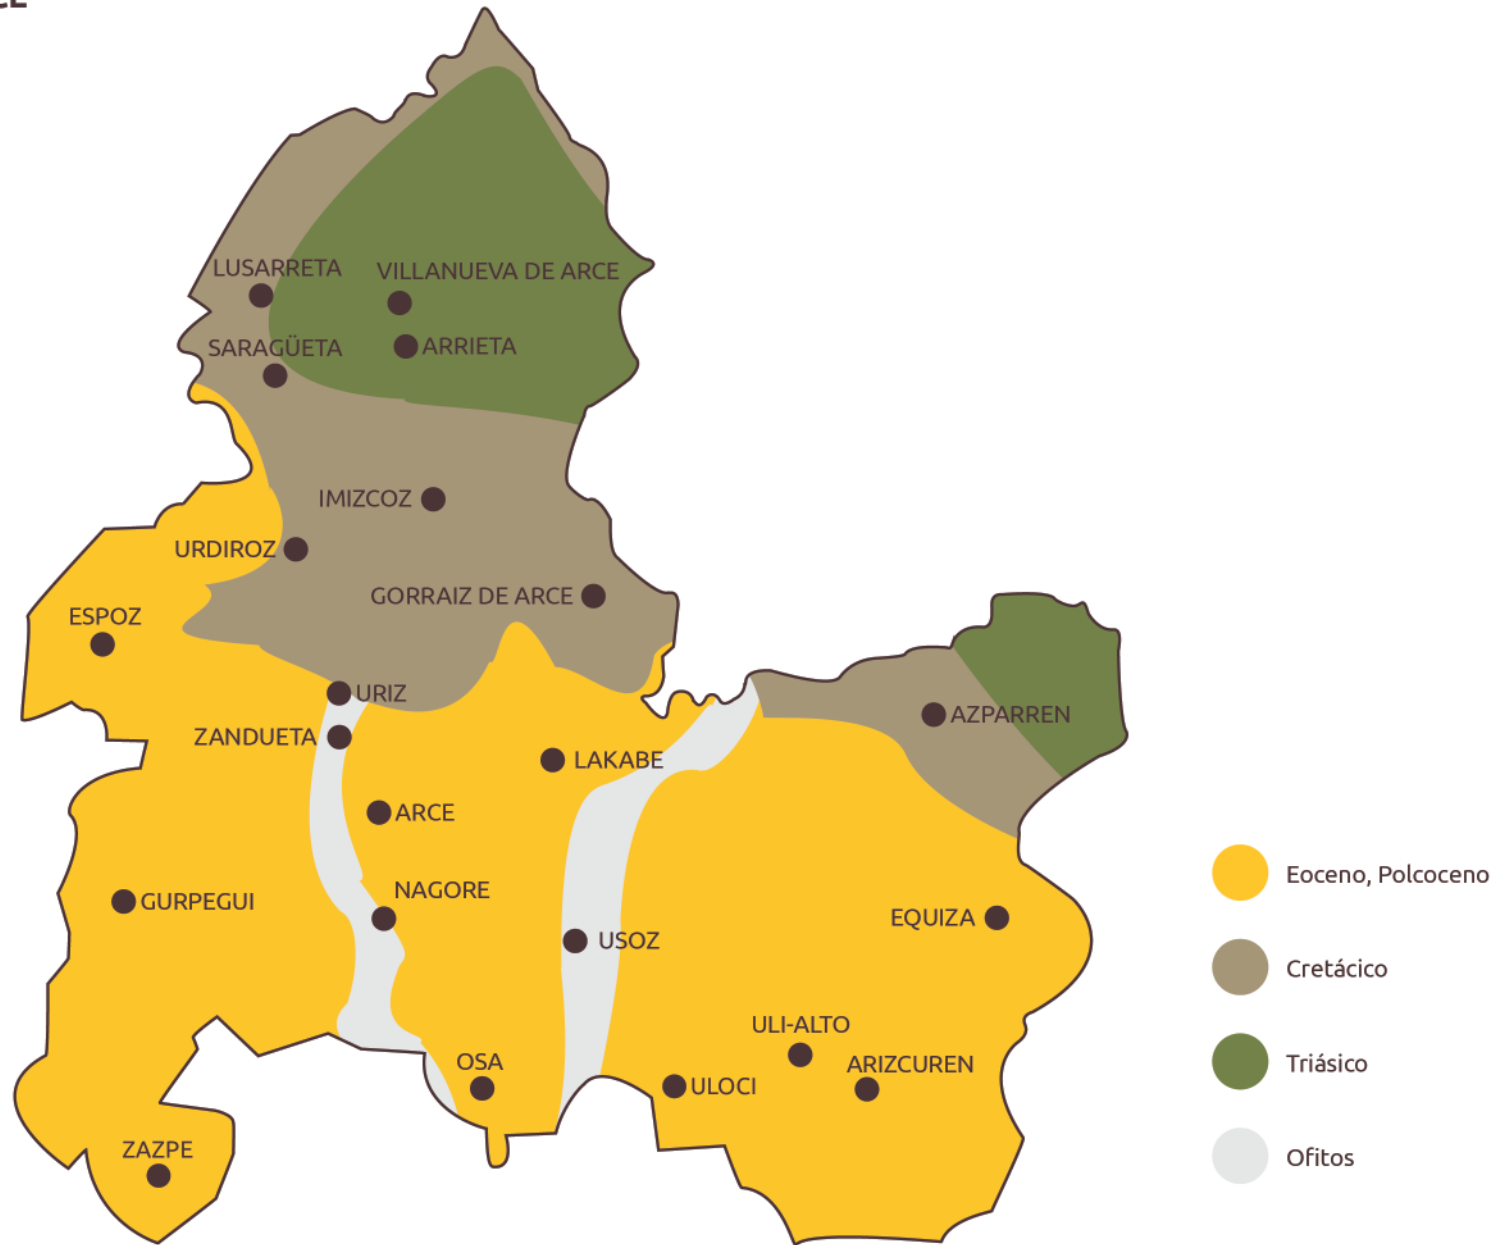 LUSARRETA
VILLANUEVA DE ARCE
SARAGÜETA
ARRIETA
IMIZCOZ
URDIROZ
GORRAIZ DE ARCE
ESPOZ
URIZ
AZPARREN
ZANDUETA
LAKABE
ARCE
NAGORE
GURPEGUI
USOZ
EQUIZA
ULI-ALTO
OSA
ARIZCUREN
ULOCI
ZAZPE
Eoceno, Polcoceno
Cretácico
Triásico
Ofitos